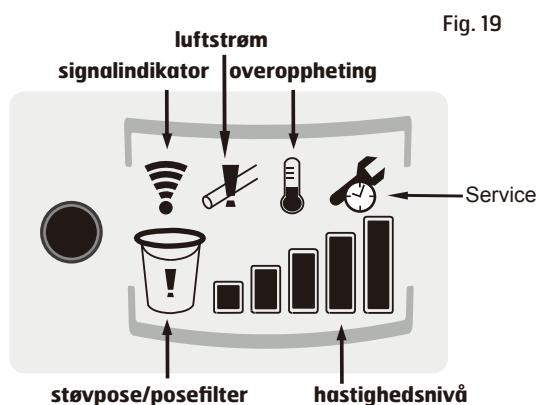 Fig. 19
luftstrøm
signalindikator overoppheting
Service
støvpose/posefilter hastighedsnivå